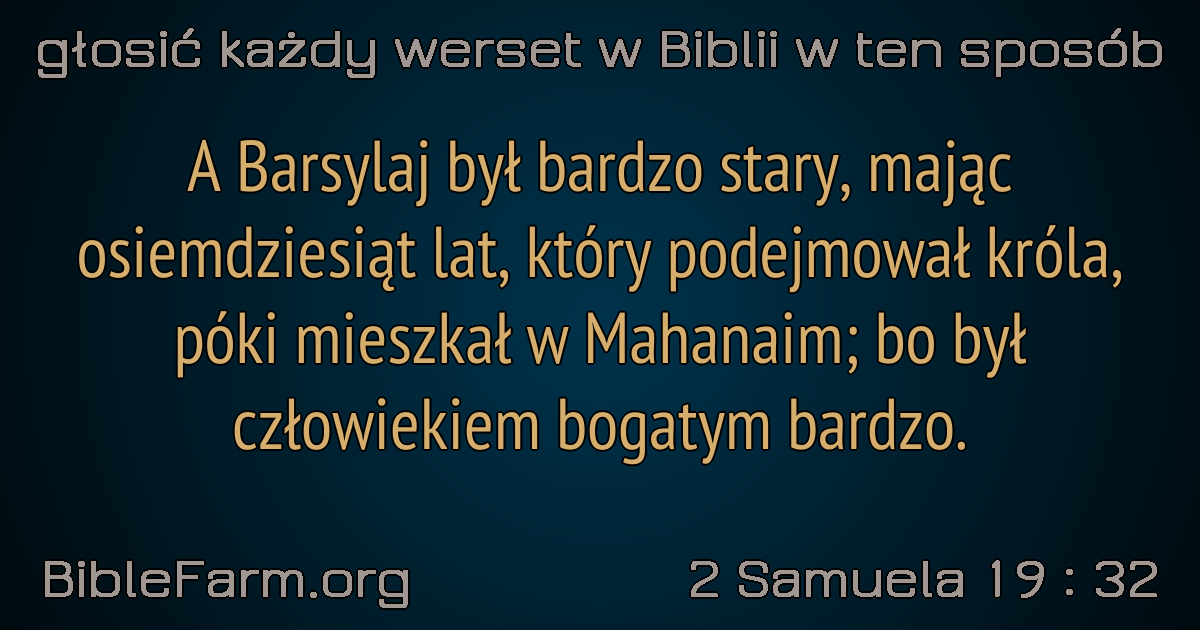 głosić każdy werset w Biblii w ten sposób
A Barsylaj był bardzo stary, mając
osiemdziesiąt lat, który podejmował króla,
póki mieszkał w Mahanaim; bo był
człowiekiem bogatym bardzo.
BibleFarm.org
2 Samuela 19 : 32